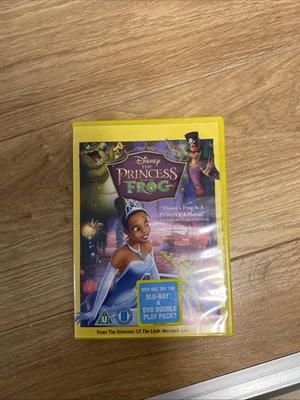 Disney
THE
PRINCESS
AND THE
FROG
"Disney's Frog Is A
Prince Of A Movie!"
WHY NOT TRY THE
BLU-RAY
& DVD DOUBLE
PLAY PACK?
U
From The Directors Of The Little Mermaid